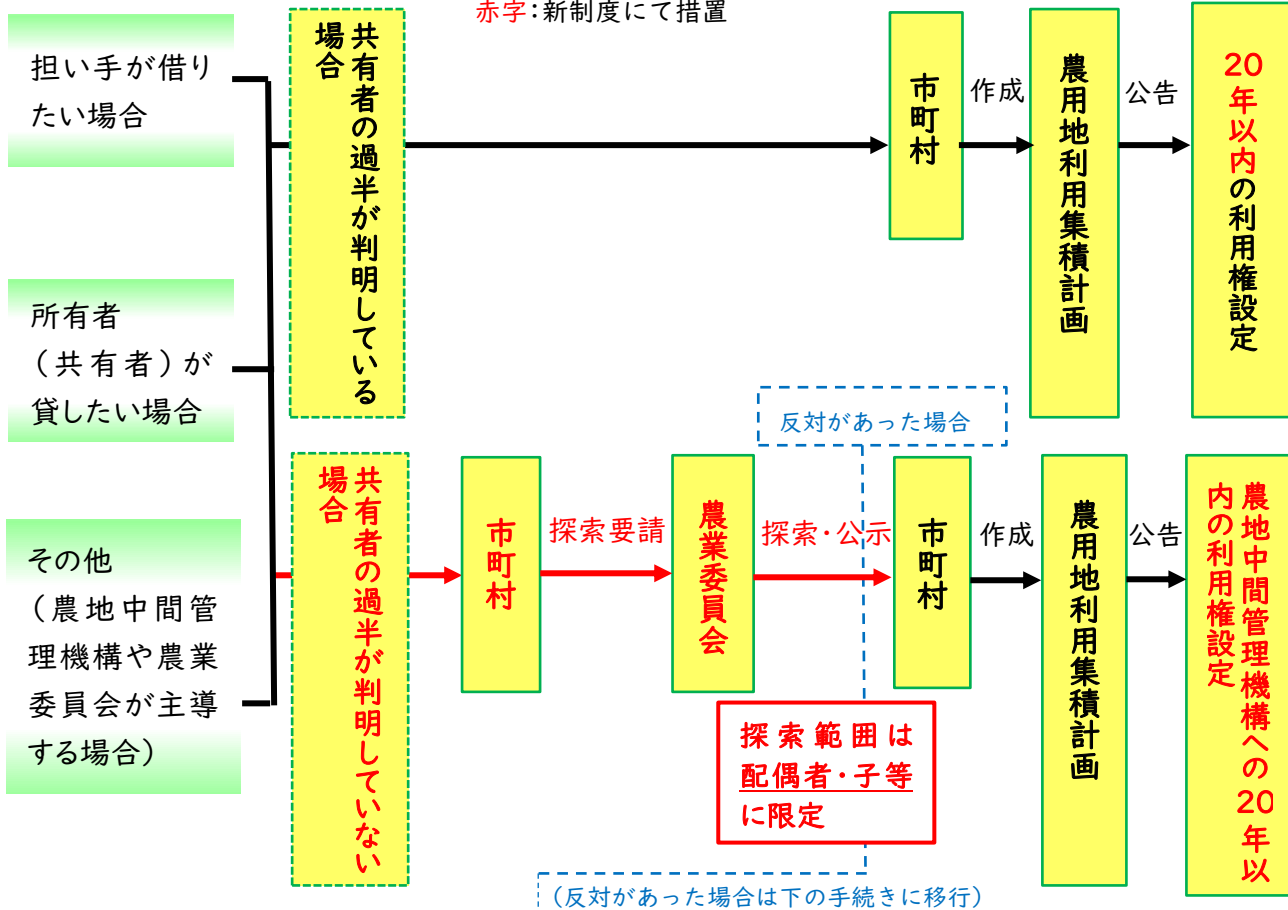 赤字:新制度にて措置
担い手が借り
たい場合
所有者
(共有者)が
貸したい場合
その他
(農地中間管
理機構や農業
委員会が主導
する場合)
共有者の過半が判明している
場合
市町村
作成
農用地利用集積計画
公告
20年以内の利用権設定
反対があった場合
共有者の過半が判明していない
場合
市町村
探索要請
農業委員会
探索・公示
市町村
作成
農用地利用集積計画
公告
農地中間管理機構への20年以
内の利用権設定
探索範囲は
配偶者・子等
に限定
(反対があった場合は下の手続きに移行)